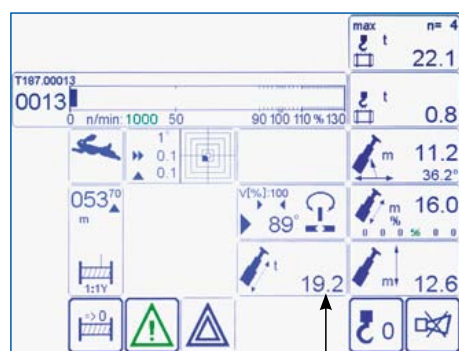 max n= 4
t
22.1
T187.00013
0013
t
0.8
0 n/min: 1000 50 90 100 110 % 130
1°
0.1
0.1
m 11.2
36.2°
053 70
m
1:1Y
V[%]:100
89°
m 16.0
%
0 0 0 56 0 0
t
19.2
m 12.6
=> 0
0